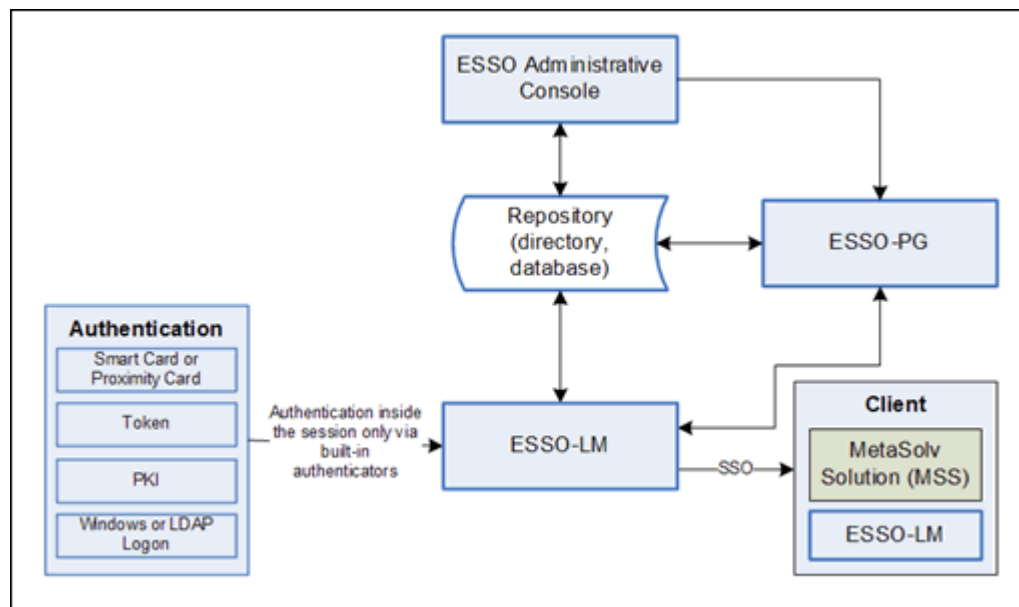 ESSO Administrative
Console
Repository
(directory,
database)
ESSO-PG
Authentication
Smart Card or
Proximity Card
Token
PKI
Windows or LDAP
Logon
Authentication inside
the session only via
built-in
authenticators
ESSO-LM
SSO
Client
MetaSolv
Solution (MSS)
ESSO-LM